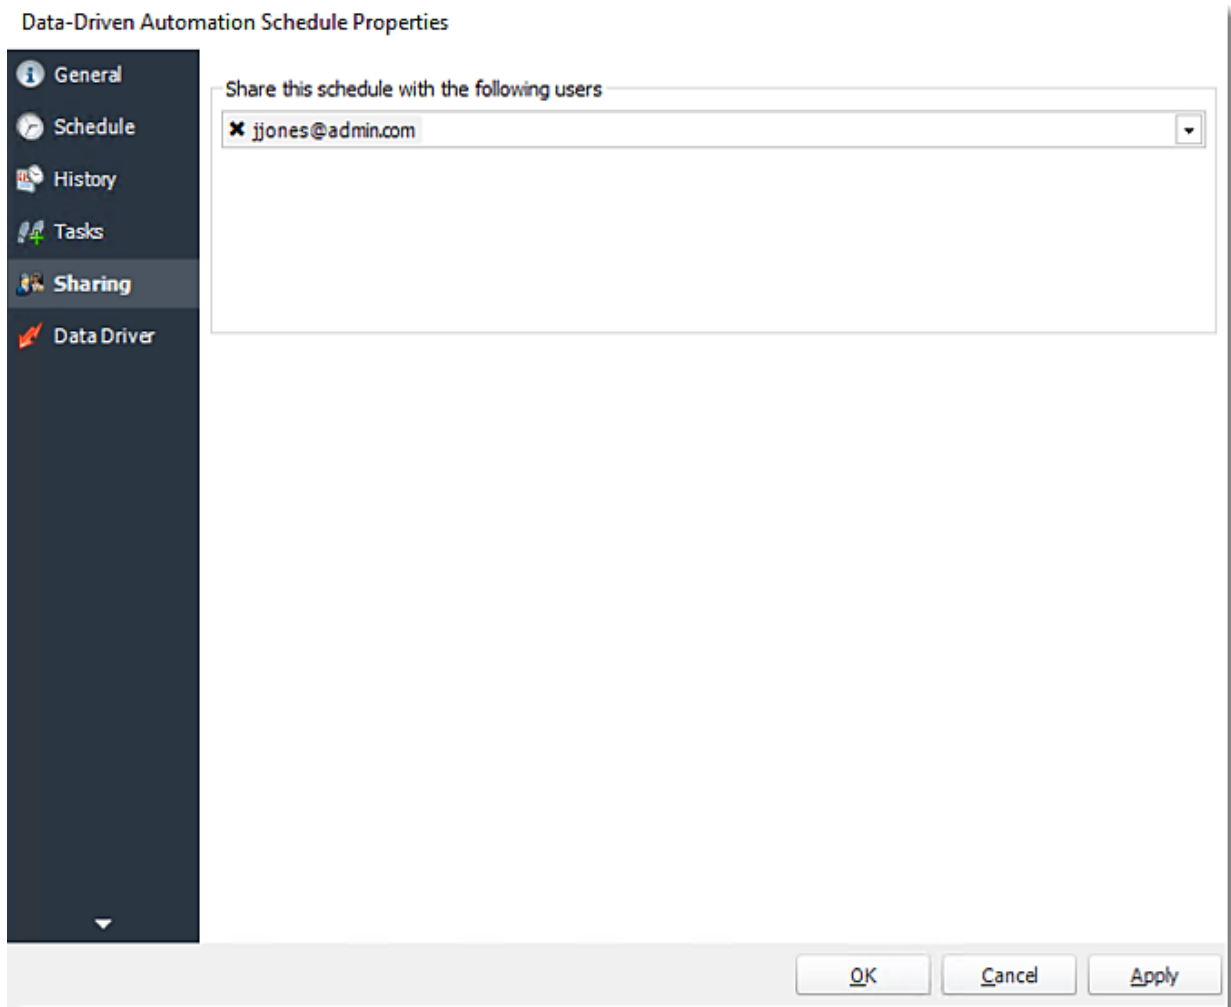 Data-Driven Automation Schedule Properties
General
Schedule
History
Tasks
Sharing
Data Driver
Share this schedule with the following users
✖ jjones@admin.com
OK
Cancel
Apply